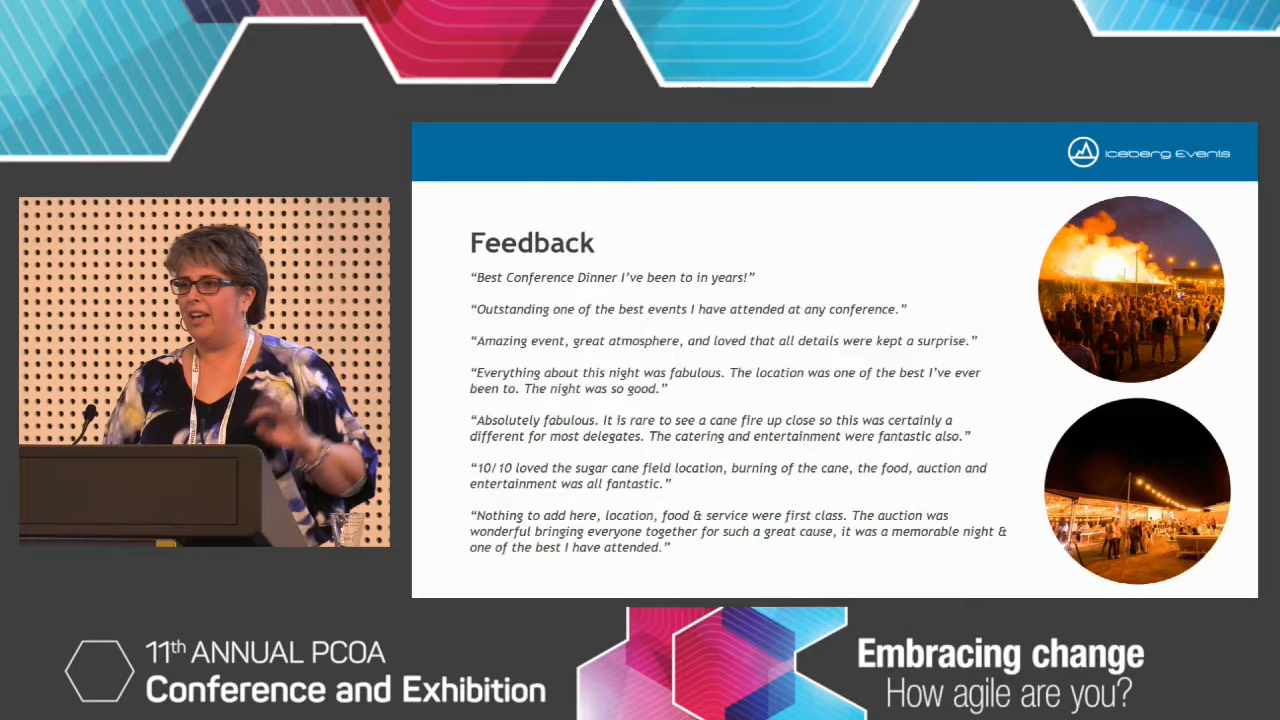 Iceberg Events
Feedback
“Best Conference Dinner I’ve been to in years!”
“Outstanding one of the best events I have attended at any conference.”
“Amazing event, great atmosphere, and loved that all details were kept a surprise.”
“Everything about this night was fabulous. The location was one of the best I’ve ever
been to. The night was so good.”
“Absolutely fabulous. It is rare to see a cane fire up close so this was certainly a
different for most delegates. The catering and entertainment were fantastic also.”
“10/10 loved the sugar cane field location, burning of the cane, the food, auction and
entertainment was all fantastic.”
“Nothing to add here, location, food & service were first class. The auction was
wonderful bringing everyone together for such a great cause, it was a memorable night &
one of the best I have attended.”
11th ANNUAL PCOA
Conference and Exhibition
Embracing change
How agile are you?